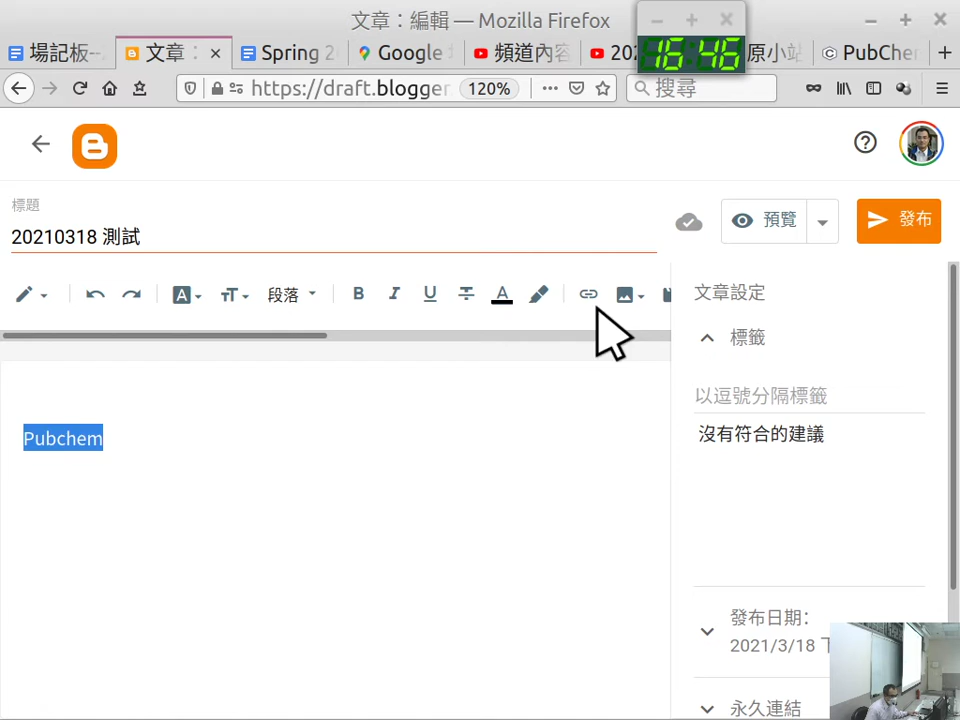 文章：編輯 — Mozilla Firefox
16:46
場記板--
文章：
Spring 2
Google
頻道內容
202
原小站
PubChe
https://draft.blogger
120%
搜尋
標題
20210318 測試
預覽
發布
段落
B I U A
文章設定
標籤
以逗號分隔標籤
沒有符合的建議
Pubchem
發布日期:
2021/3/18 下
永久連結